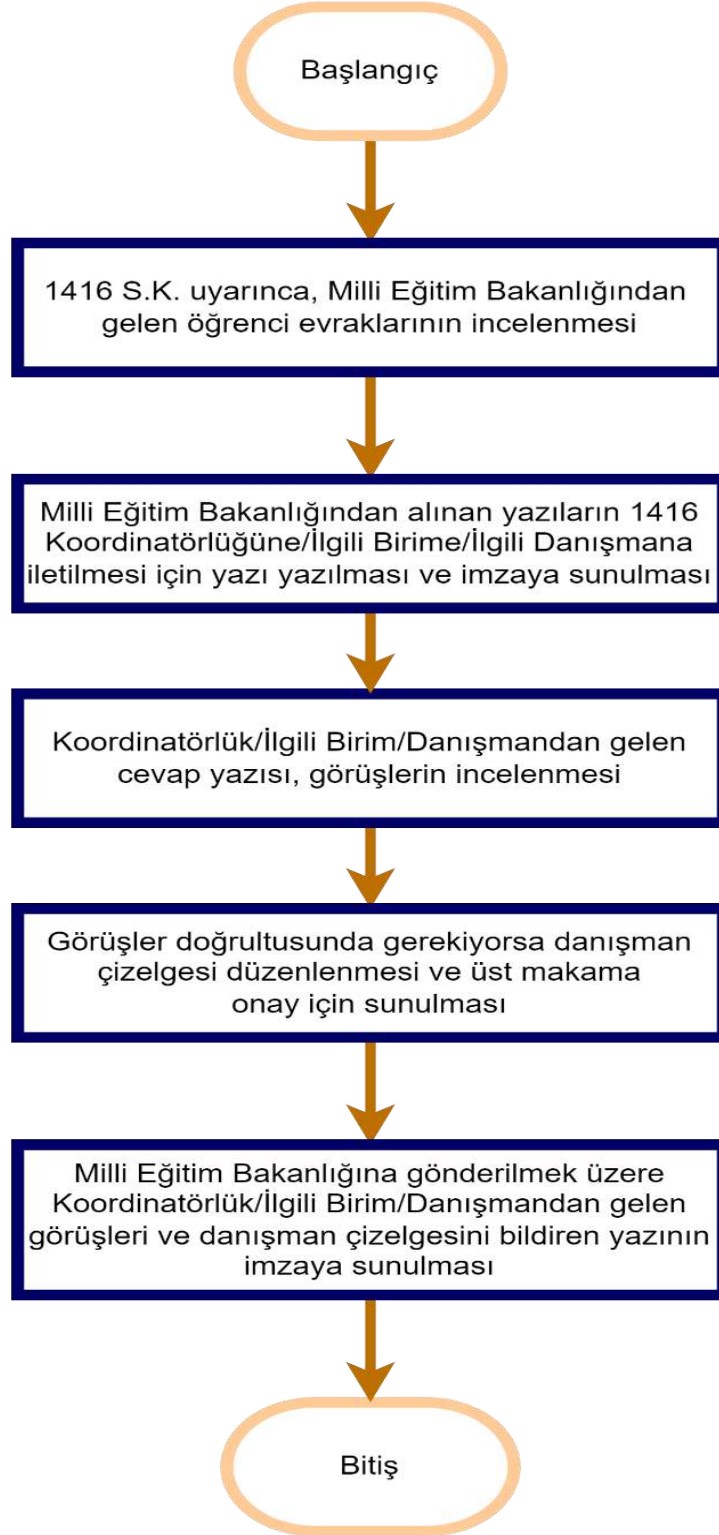 Başlangıç
1416 S.K. uyarınca, Milli Eğitim Bakanlığından
gelen öğrenci evraklarının incelenmesi
Milli Eğitim Bakanlığından alınan yazıların 1416
Koordinatörlüğüne/İlgili Birime/İlgili Danışmana
iletilmesi için yazı yazılması ve imzaya sunulması
Koordinatörlük/İlgili Birim/Danışmandan gelen
cevap yazısı, görüşlerin incelenmesi
Görüşler doğrultusunda gerekiyorsa danışman
çizelgesi düzenlenmesi ve üst makama
onay için sunulması
Milli Eğitim Bakanlığına gönderilmek üzere
Koordinatörlük/İlgili Birim/Danışmandan gelen
görüşleri ve danışman çizelgesini bildiren yazının
imzaya sunulması
Bitiş